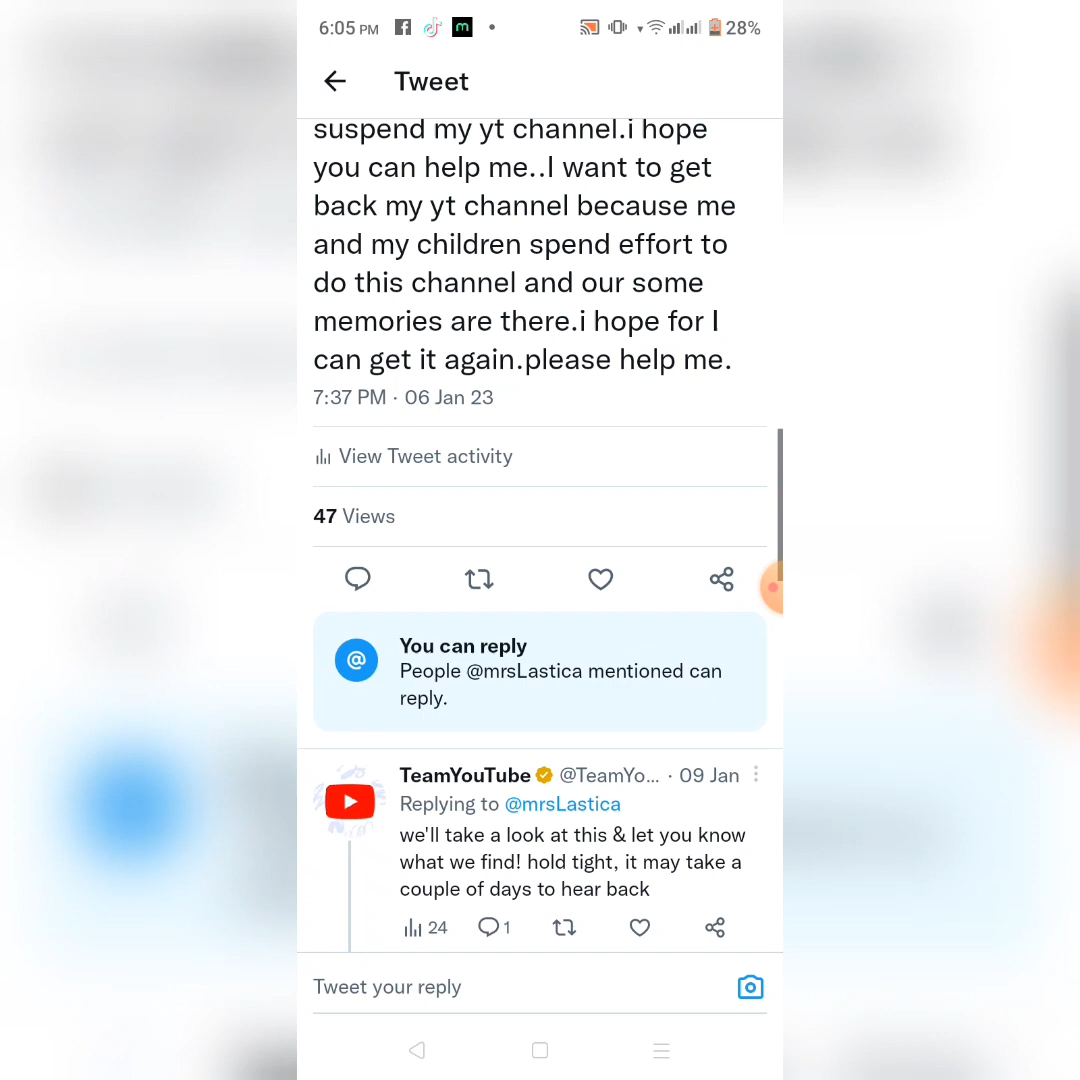 6:05 PM
28%
Tweet
suspend my yt channel.i hope
you can help me..I want to get
back my yt channel because me
and my children spend effort to
do this channel and our some
memories are there.i hope for I
can get it again.please help me.
7:37 PM · 06 Jan 23
View Tweet activity
47 Views
You can reply
People @mrsLastica mentioned can
reply.
TeamYouTube @TeamYo... · 09 Jan
Replying to @mrsLastica
we'll take a look at this & let you know
what we find! hold tight, it may take a
couple of days to hear back
24 1
Tweet your reply